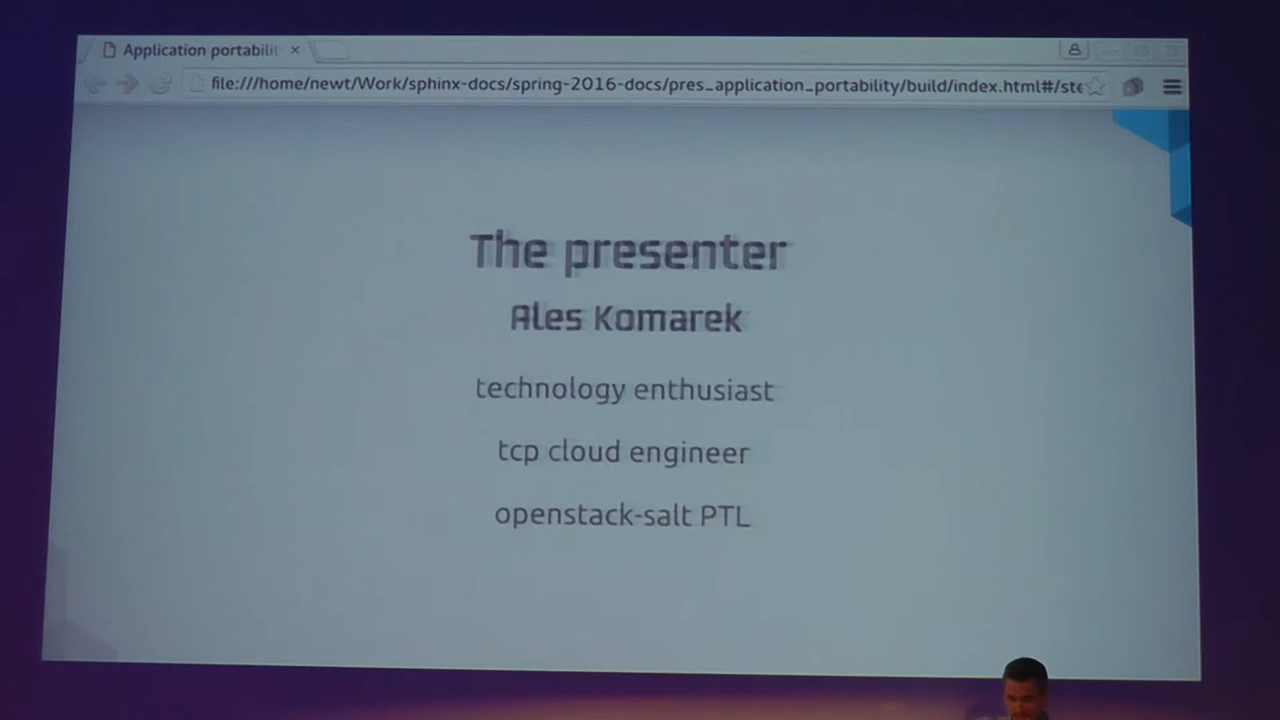 Application portabilit
file:///home/newt/Work/sphinx-docs/spring-2016-docs/pres_application_portability/build/index.html#/ste
The presenter
Ales Komarek
technology enthusiast
tcp cloud engineer
openstack-salt PTL